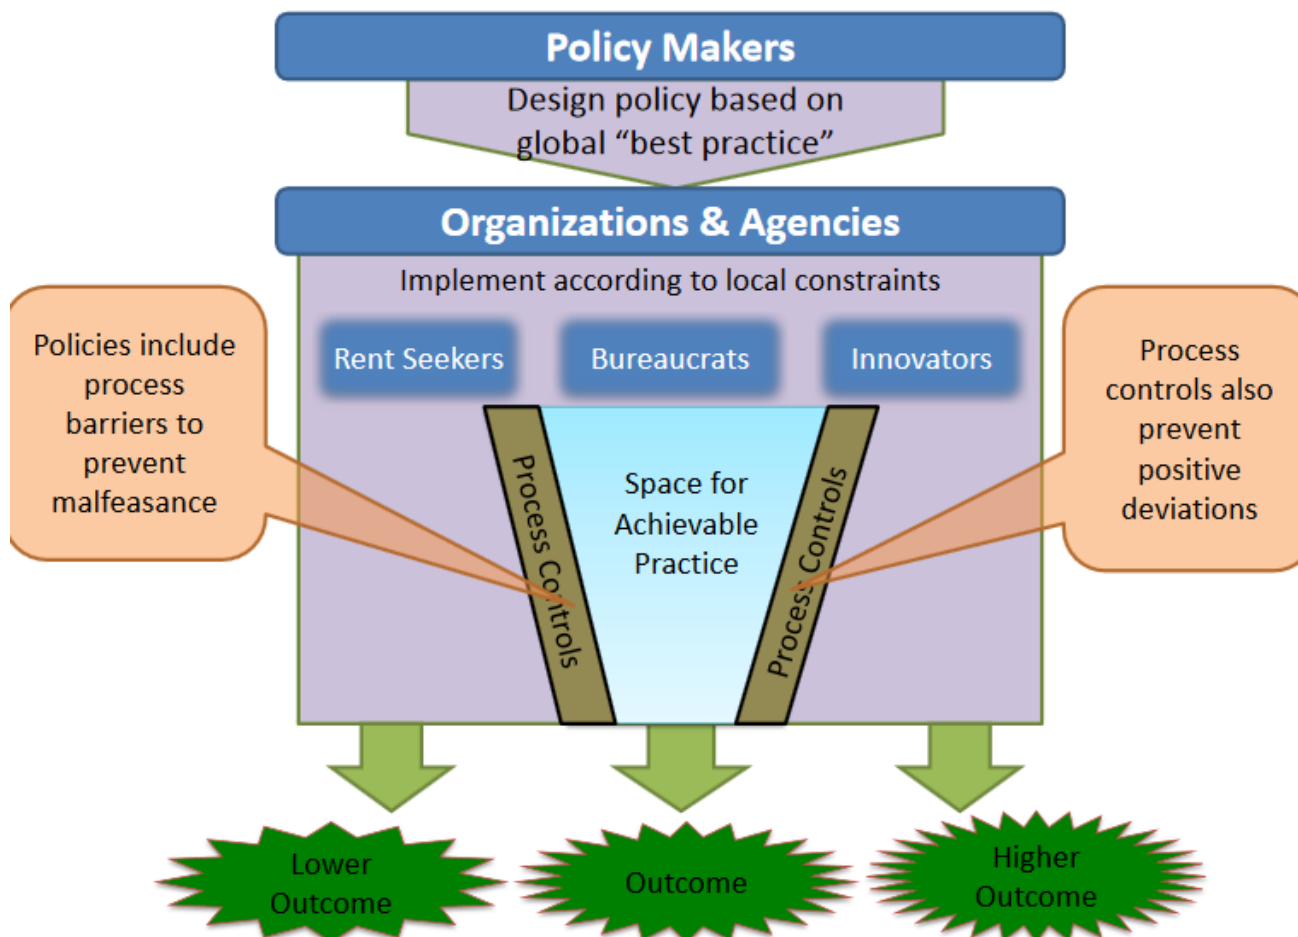 Policy Makers
Design policy based on
global “best practice”
Organizations & Agencies
Implement according to local constraints
Rent Seekers
Bureaucrats
Innovators
Policies include
process
barriers to
prevent
malfeasance
Process Controls
Space for
Achievable
Practice
Process Controls
Process
controls also
prevent
positive
deviations
Lower
Outcome
Outcome
Higher
Outcome